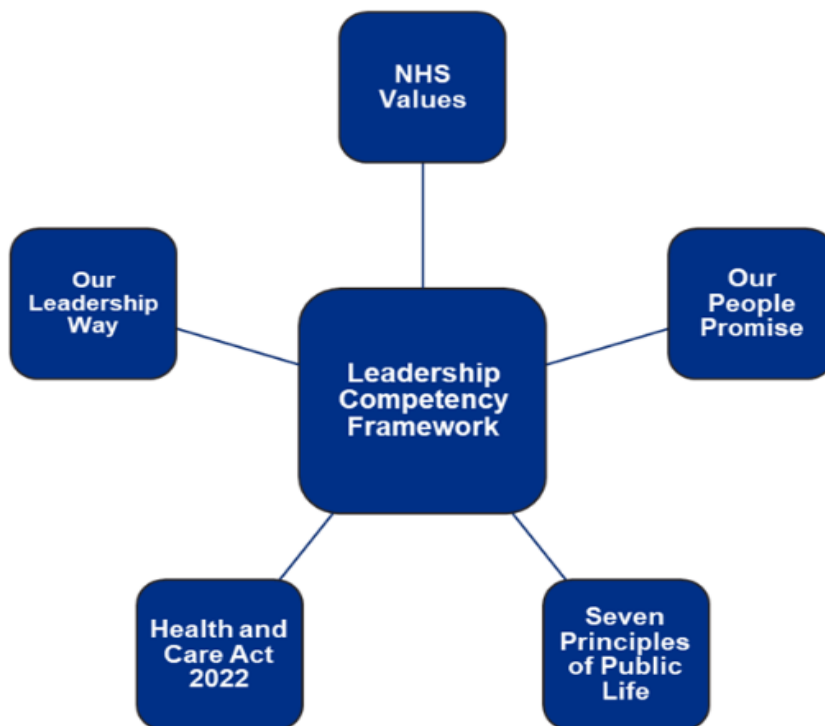 NHS
Values
Our
Leadership
Way
Our
People
Promise
Leadership
Competency
Framework
Health and
Care Act
2022
Seven
Principles
of Public
Life